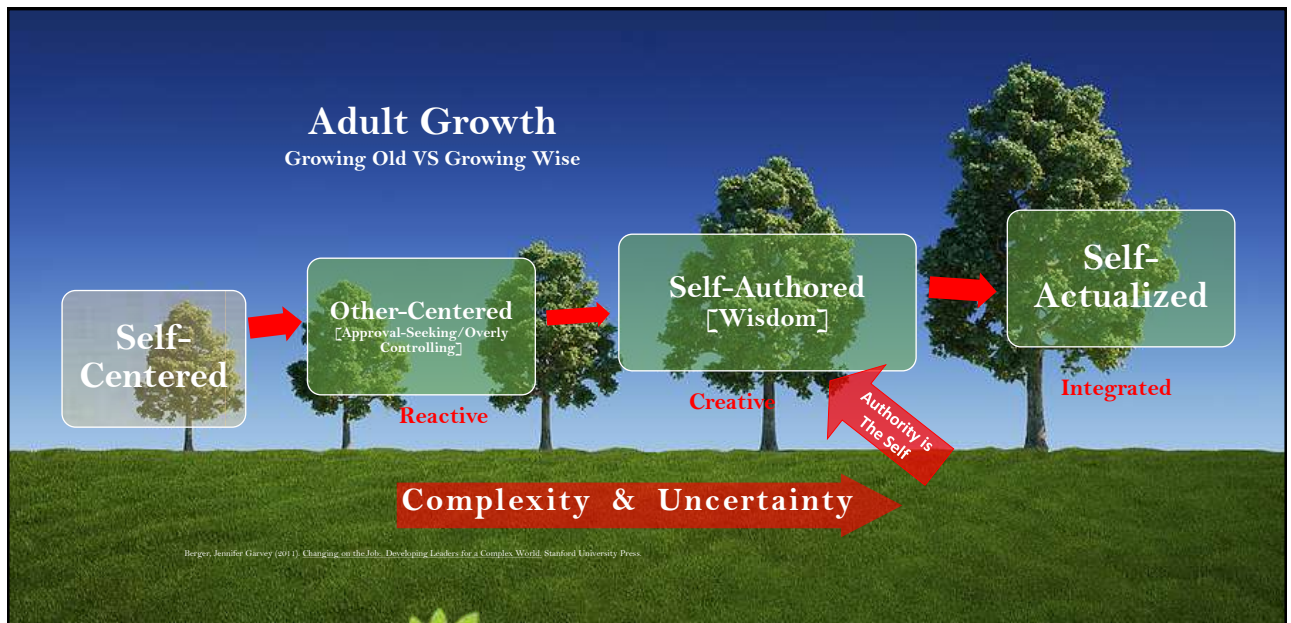 Adult Growth
Growing Old VS Growing Wise
Self-
Centered
Other-Centered
[Approval-Seeking/Overly
Controlling]
Reactive
Self-Authored
[Wisdom]
Creative
Self-
Actualized
Integrated
Authority is
The Self
Complexity & Uncertainty
Berger, Jennifer Garvey (2011). Changing on the Job: Developing Leaders for a Complex World. Stanford University Press.